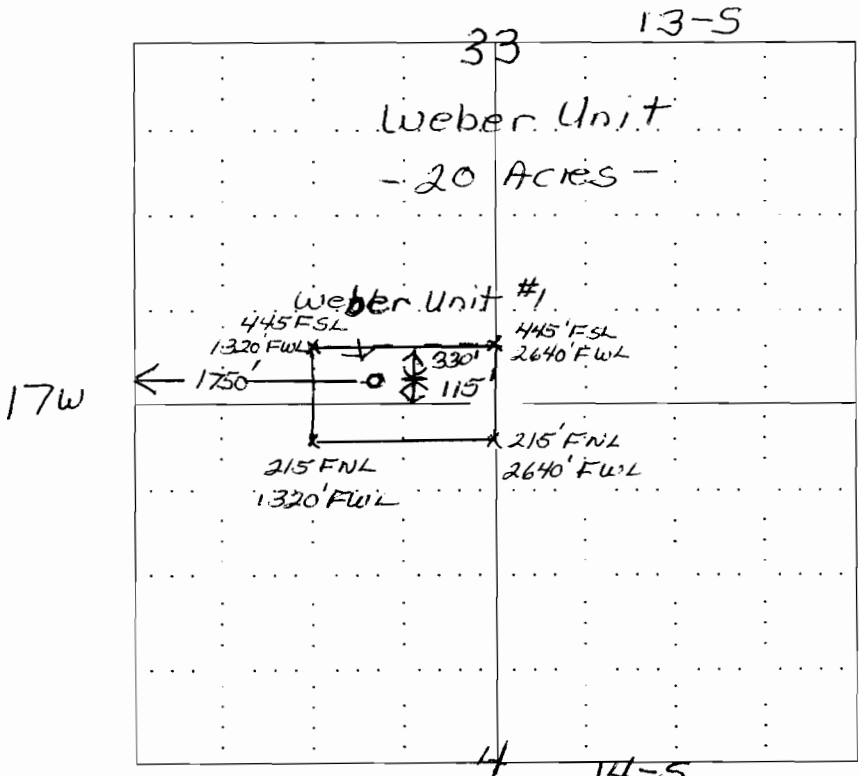 13-S
33
Weber Unit
- 20 Acres -
Weber Unit #1
445 FSL
1320' FWL
445' FSL
2640' FWL
330'
1750'
115'
17W
215 FNL
1320' FWL
215' FNL
2640' FWL
4
14-S